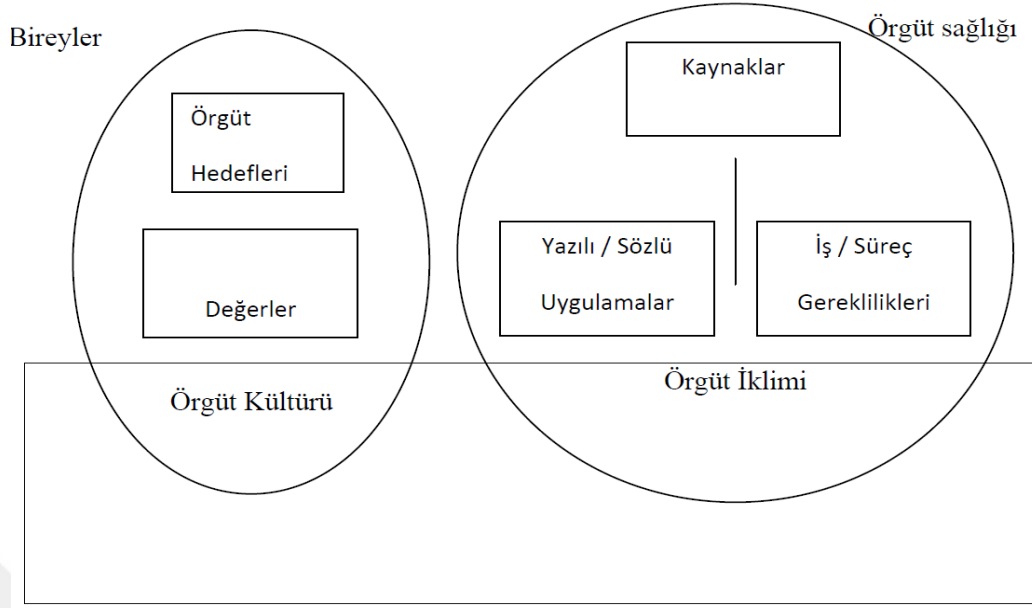 Bireyler
Örgüt sağlığı
Örgüt
Hedefleri
Değerler
Örgüt Kültürü
Kaynaklar
Yazılı / Sözlü
Uygulamalar
İş / Süreç
Gereklilikleri
Örgüt İklimi